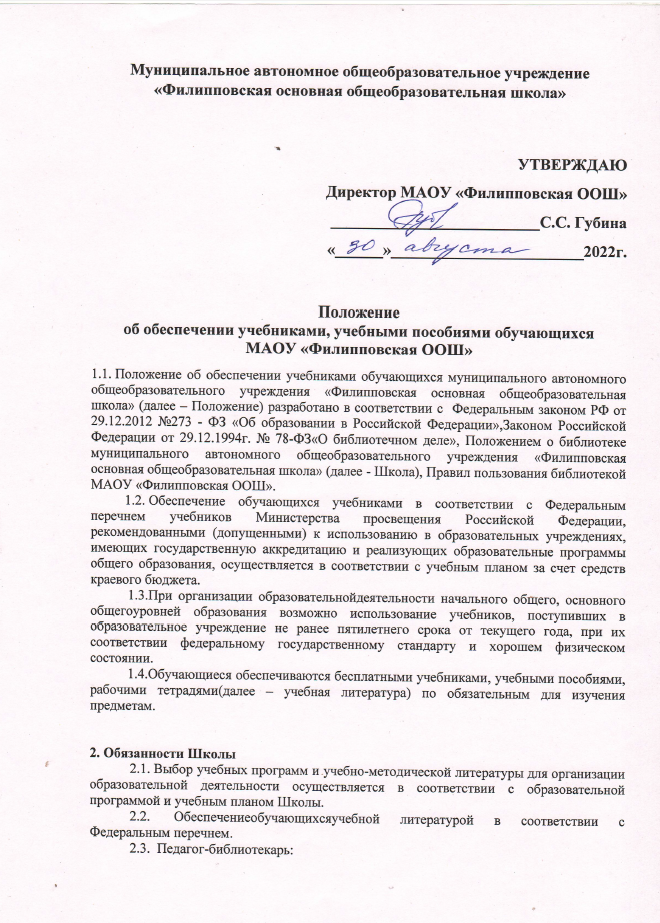 Муниципальное автономное общеобразовательное учреждение
«Филипповская основная общеобразовательная школа»
УТВЕРЖДАЮ
Директор МАОУ «Филипповская ООШ»
__________________________С.С. Губина
«__30__»__августа__2022г.
Положение
об обеспечении учебниками, учебными пособиями обучающихся
МАОУ «Филипповская ООШ»
1.1. Положение об обеспечении учебниками обучающихся муниципального автономного
общеобразовательного учреждения «Филипповская основная общеобразовательная
школа» (далее – Положение) разработано в соответствии с Федеральным законом РФ от
29.12.2012 №273 - ФЗ «Об образовании в Российской Федерации»,Законом Российской
Федерации от 29.12.1994г. № 78-ФЗ«О библиотечном деле», Положением о библиотеке
муниципального автономного общеобразовательного учреждения «Филипповская
основная общеобразовательная школа» (далее - Школа), Правил пользования библиотекой
МАОУ «Филипповская ООШ».
1.2. Обеспечение обучающихся учебниками в соответствии с Федеральным
перечнем учебников Министерства просвещения Российской Федерации,
рекомендованными (допущенными) к использованию в образовательных учреждениях,
имеющих государственную аккредитацию и реализующих образовательные программы
общего образования, осуществляется в соответствии с учебным планом за счет средств
краевого бюджета.
1.3.При организации образовательнойдеятельности начального общего, основного
общегоуровней образования возможно использование учебников, поступивших в
образовательное учреждение не ранее пятилетнего срока от текущего года, при их
соответствии федеральному государственному стандарту и хорошем физическом
состоянии.
1.4.Обучающиеся обеспечиваются бесплатными учебниками, учебными пособиями,
рабочими тетрадями(далее – учебная литература) по обязательным для изучения
предметам.
2. Обязанности Школы
2.1. Выбор учебных программ и учебно-методической литературы для организации
образовательной деятельности осуществляется в соответствии с образовательной
программой и учебным планом Школы.
2.2. Обеспечениеобучающихсяучебной литературой в соответствии с
Федеральным перечнем.
2.3. Педагог-библиотекарь: